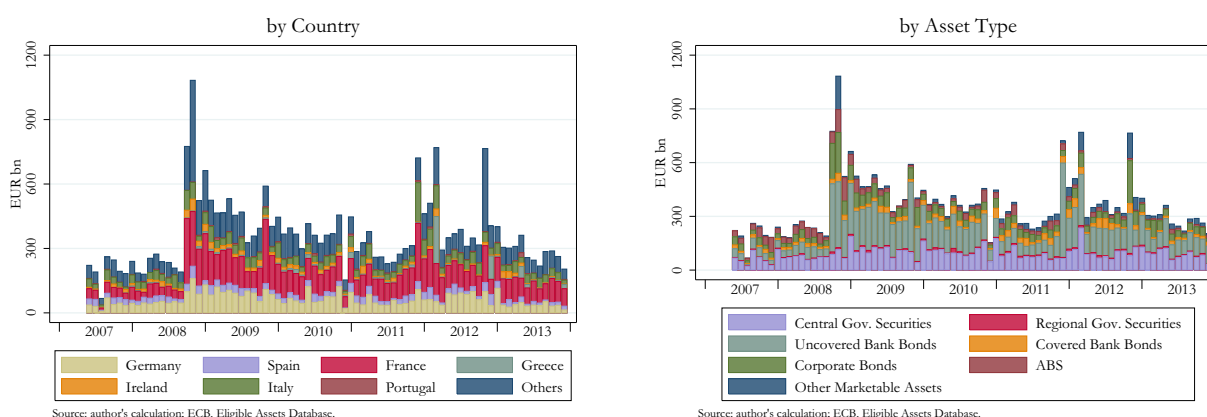 by Country
EUR bn
0 300 600 900 1200
2007 2008 2009 2010 2011 2012 2013
Germany Spain France Greece
Ireland Italy Portugal Others
Source: author's calculation; ECB, Eligible Assets Database.
by Asset Type
EUR bn
0 300 600 900 1200
2007 2008 2009 2010 2011 2012 2013
Central Gov. Securities Regional Gov. Securities
Uncovered Bank Bonds Covered Bank Bonds
Corporate Bonds ABS
Other Marketable Assets
Source: author's calculation; ECB, Eligible Assets Database.